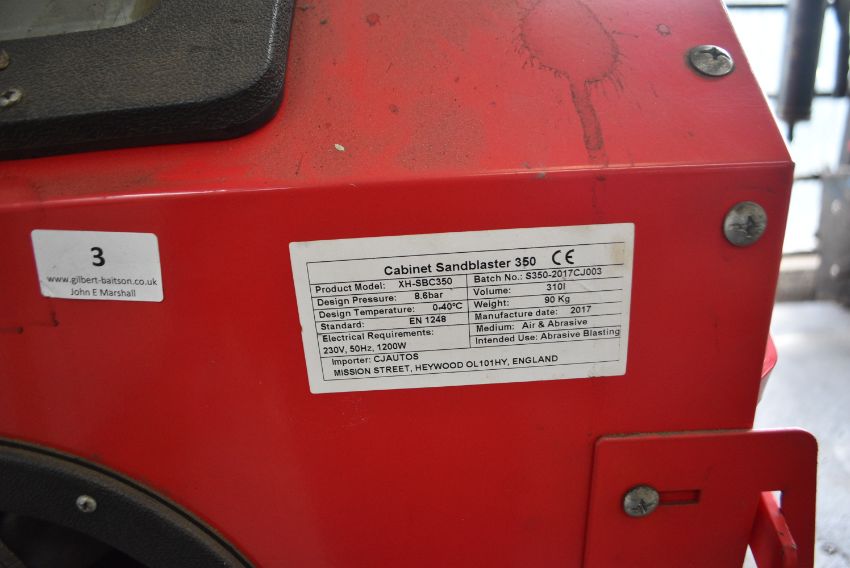 3
www.gilbert-baitson.co.uk
John E Marshall
Cabinet Sandblaster 350 CE
Product Model: XH-SBC350
Batch No.: S350-2017CJ003
Design Pressure: 8.6bar
Volume: 310l
Design Temperature: 0-40°C
Weight: 90 Kg
Standard: EN 1248
Manufacture date: 2017
Electrical Requirements:
230V, 50Hz, 1200W
Medium: Air & Abrasive
Intended Use: Abrasive Blasting
Importer: CJAUTOS
MISSION STREET, HEYWOOD OL101HY, ENGLAND